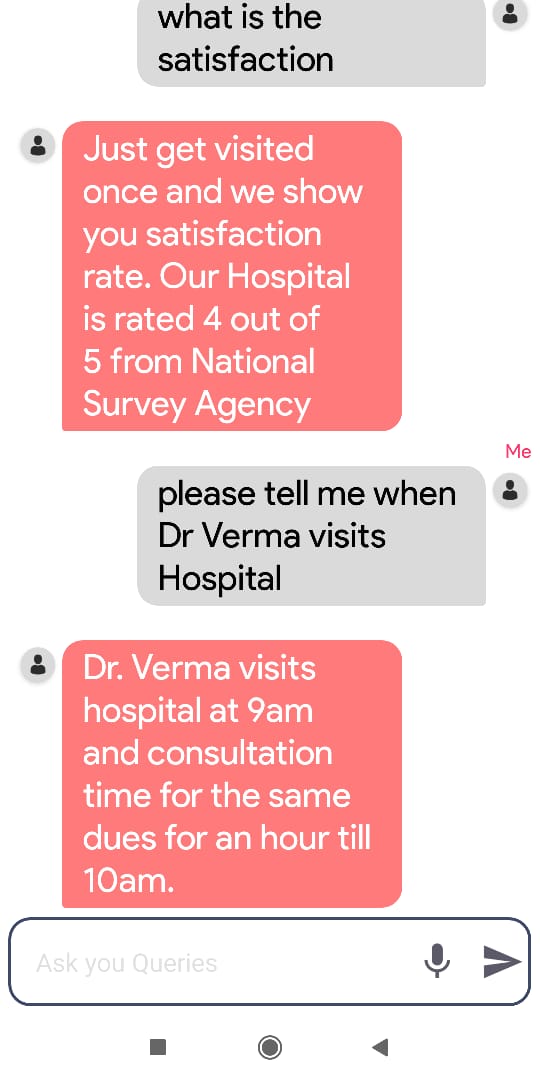 what is the
satisfaction
Just get visited
once and we show
you satisfaction
rate. Our Hospital
is rated 4 out of
5 from National
Survey Agency
Me
please tell me when
Dr Verma visits
Hospital
Dr. Verma visits
hospital at 9am
and consultation
time for the same
dues for an hour till
10am.
Ask you Queries